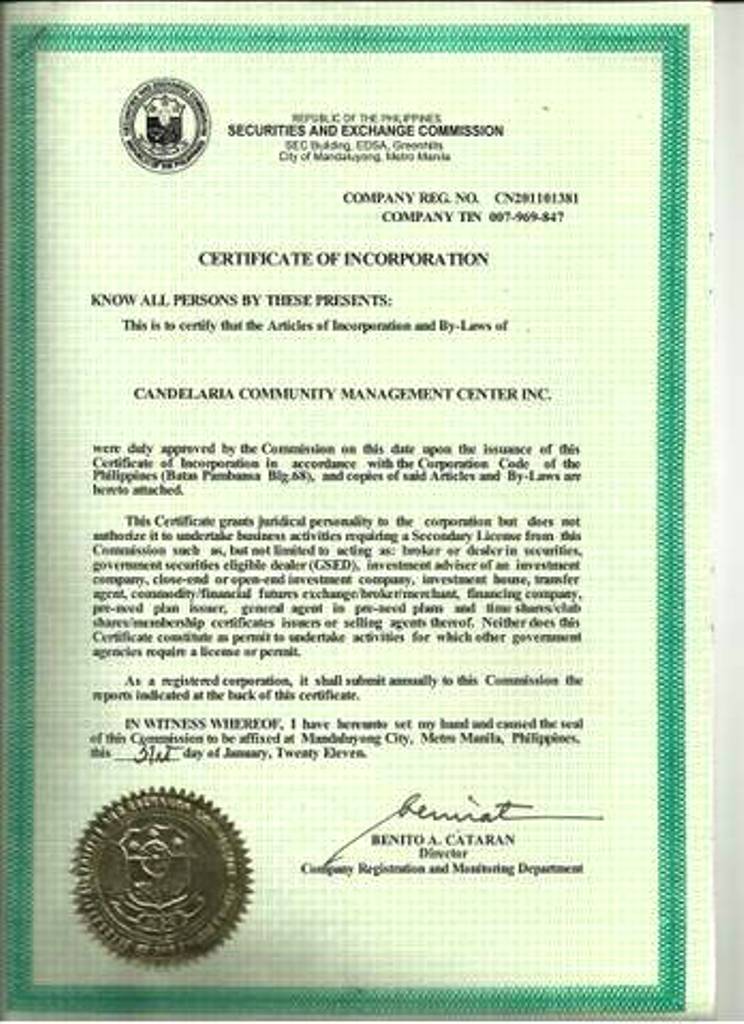 REPUBLIC OF THE PHILIPPINES
SECURITIES AND EXCHANGE COMMISSION
SEC Building, EDSA, Greenhills
City of Mandaluyong, Metro Manila
COMPANY REG. NO. CN201101381
COMPANY TIN 007-969-847
CERTIFICATE OF INCORPORATION
KNOW ALL PERSONS BY THESE PRESENTS:
This is to certify that the Articles of Incorporation and By-Laws of
CANDELARIA COMMUNITY MANAGEMENT CENTER INC.
were duly approved by the Commission on this date upon the issuance of this
Certificate of Incorporation in accordance with the Corporation Code of the
Philippines (Batas Pambansa Blg.68), and copies of said Articles and By-Laws are
hereto attached.
This Certificate grants juridical personality to the corporation but does not
authorize it to undertake business activities requiring a Secondary License from this
Commission such as, but not limited to acting as: broker or dealer in securities,
government securities eligible dealer (GSED), investment adviser of an investment
company, close-end or open-end investment company, investment house, transfer
agent, commodity/financial futures exchange/broker/merchant, financing company,
pre-need plan issuer, general agent in pre-need plans and time shares/club
shares/membership certificates issuers or selling agents thereof. Neither does this
Certificate constitute as permit to undertake activities for which other government
agencies require a license or permit.
As a registered corporation, it shall submit annually to this Commission the
reports indicated at the back of this certificate.
IN WITNESS WHEREOF, I have hereunto set my hand and caused the seal
of this Commission to be affixed at Mandaluyong City, Metro Manila, Philippines,
this 31st day of January, Twenty Eleven.
BENITO A. CATARAN
Director
Company Registration and Monitoring Department